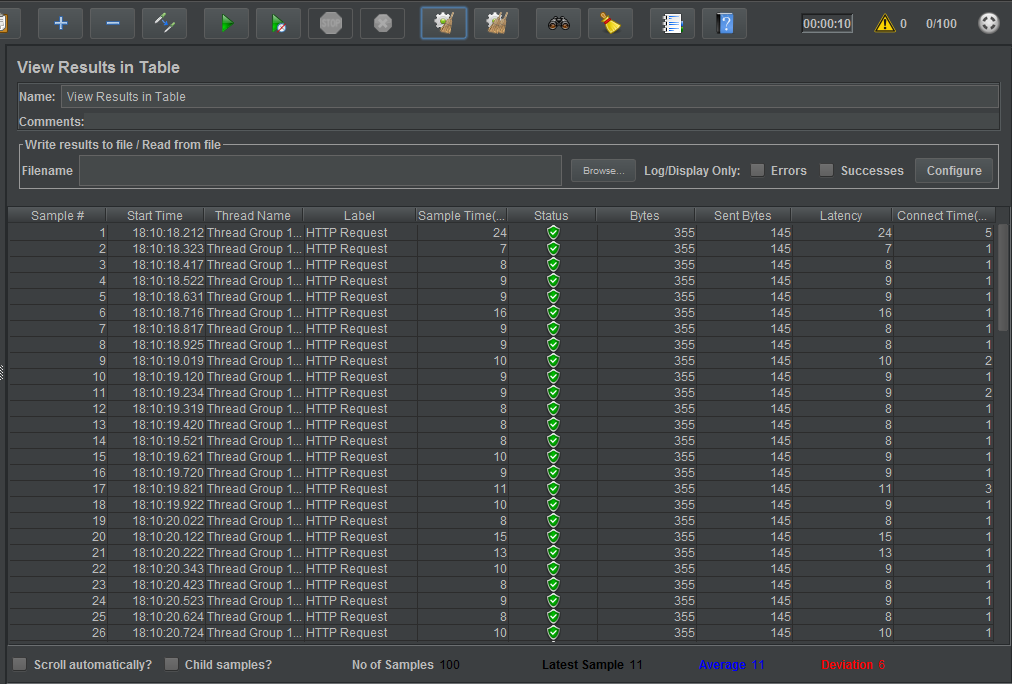 STOP 00:00:10 0 0/100
View Results in Table
Name: View Results in Table
Comments:
Write results to file / Read from file
Filename Browse... Log/Display Only: Errors Successes Configure
Sample # Start Time Thread Name Label Sample Time(... Status Bytes Sent Bytes Latency Connect Time(...
1 18:10:18.212 Thread Group 1... HTTP Request 24 355 145 24 5
2 18:10:18.323 Thread Group 1... HTTP Request 7 355 145 7 1
3 18:10:18.417 Thread Group 1... HTTP Request 8 355 145 8 1
4 18:10:18.522 Thread Group 1... HTTP Request 9 355 145 9 1
5 18:10:18.631 Thread Group 1... HTTP Request 9 355 145 9 1
6 18:10:18.716 Thread Group 1... HTTP Request 16 355 145 16 1
7 18:10:18.817 Thread Group 1... HTTP Request 9 355 145 8 1
8 18:10:18.925 Thread Group 1... HTTP Request 9 355 145 8 1
9 18:10:19.019 Thread Group 1... HTTP Request 10 355 145 10 2
10 18:10:19.120 Thread Group 1... HTTP Request 9 355 145 9 1
11 18:10:19.234 Thread Group 1... HTTP Request 9 355 145 9 2
12 18:10:19.319 Thread Group 1... HTTP Request 8 355 145 8 1
13 18:10:19.420 Thread Group 1... HTTP Request 8 355 145 8 1
14 18:10:19.521 Thread Group 1... HTTP Request 8 355 145 8 1
15 18:10:19.621 Thread Group 1... HTTP Request 10 355 145 9 1
16 18:10:19.720 Thread Group 1... HTTP Request 9 355 145 9 1
17 18:10:19.821 Thread Group 1... HTTP Request 11 355 145 11 3
18 18:10:19.922 Thread Group 1... HTTP Request 10 355 145 9 1
19 18:10:20.022 Thread Group 1... HTTP Request 8 355 145 8 1
20 18:10:20.122 Thread Group 1... HTTP Request 15 355 145 15 1
21 18:10:20.222 Thread Group 1... HTTP Request 13 355 145 13 1
22 18:10:20.343 Thread Group 1... HTTP Request 10 355 145 9 1
23 18:10:20.423 Thread Group 1... HTTP Request 8 355 145 8 1
24 18:10:20.523 Thread Group 1... HTTP Request 9 355 145 9 1
25 18:10:20.624 Thread Group 1... HTTP Request 8 355 145 8 1
26 18:10:20.724 Thread Group 1... HTTP Request 10 355 145 10 1
Scroll automatically? Child samples? No of Samples 100 Latest Sample 11 Average 11 Deviation 6